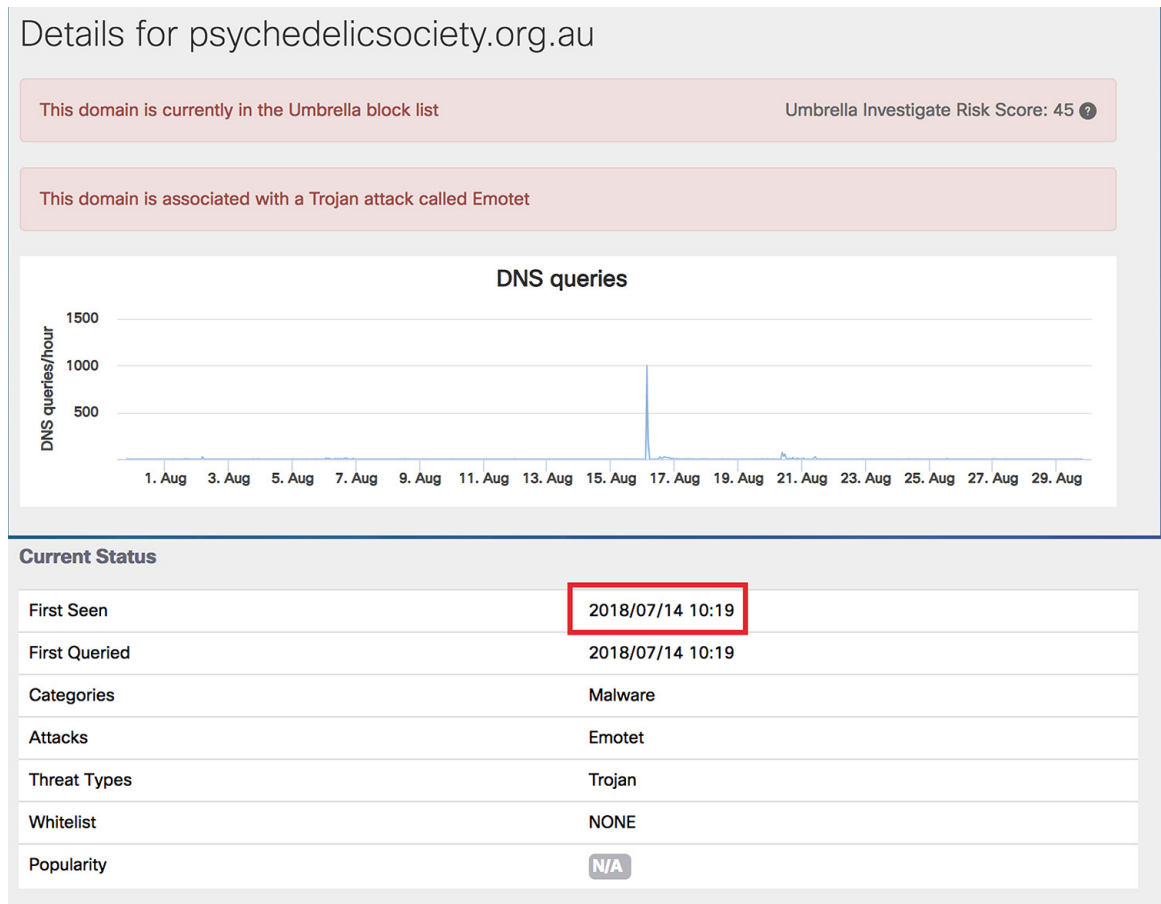 Details for psychedelicsociety.org.au
This domain is currently in the Umbrella block list Umbrella Investigate Risk Score: 45 ?
This domain is associated with a Trojan attack called Emotet
DNS queries
DNS queries/hour
1500
1000
500
1. Aug 3. Aug 5. Aug 7. Aug 9. Aug 11. Aug 13. Aug 15. Aug 17. Aug 19. Aug 21. Aug 23. Aug 25. Aug 27. Aug 29. Aug
Current Status
First Seen 2018/07/14 10:19
First Queried 2018/07/14 10:19
Categories Malware
Attacks Emotet
Threat Types Trojan
Whitelist NONE
Popularity N/A